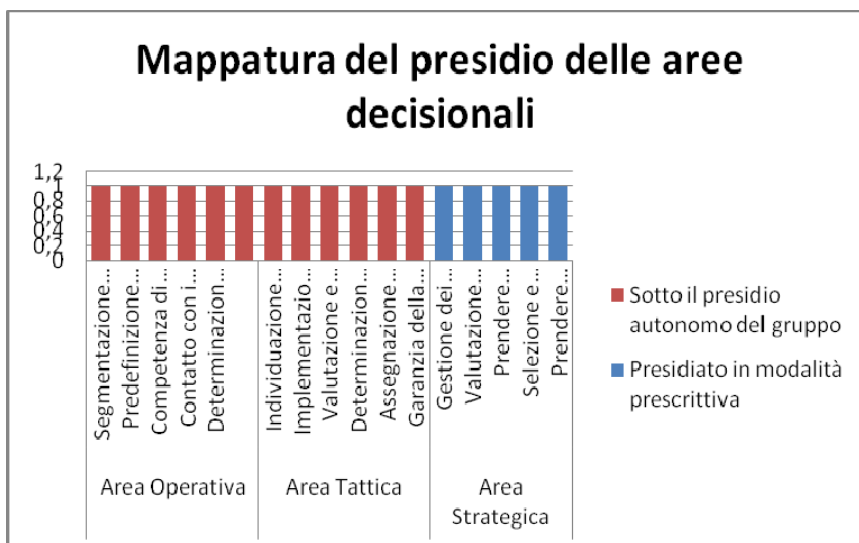 Mappatura del presidio delle aree
decisionali
1,2
1
0,8
0,6
0,4
0,2
0
Segmentazione...
Predefinizione...
Competenza di...
Contatto con i...
Determinazion...
Individuazione...
Implementazio...
Valutazione e...
Determinazion...
Assegnazione...
Garanzia della...
Gestione dei...
Valutazione...
Prendere...
Selezione e...
Prendere...
Area Operativa
Area Tattica
Area
Strategica
Sotto il presidio
autonomo del gruppo
Presidiato in modalità
prescrittiva